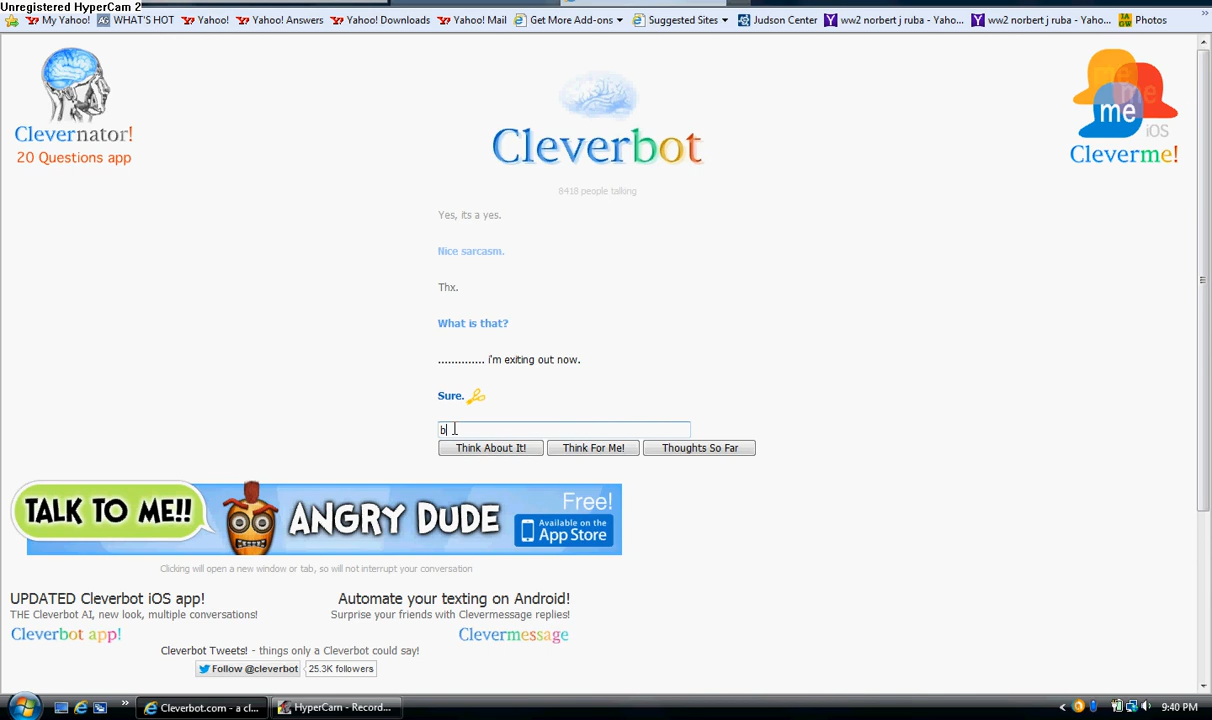 Unregistered HyperCam 2
My Yahoo! WHAT'S HOT Yahoo! Yahoo! Answers Yahoo! Downloads Yahoo! Mail Get More Add-ons Suggested Sites Judson Center ww2 norbert j ruba - Yahoo... ww2 norbert j ruba - Yaho... Photos
Clevernator!
20 Questions app
Cleverbot
me me me iOS
Cleverme!
8418 people talking
Yes, its a yes.
Nice sarcasm.
Thx.
What is that?
.............. i'm exiting out now.
Sure.
b
Think About It! Think For Me! Thoughts So Far
TALK TO ME!! ANGRY DUDE Free! Available on the App Store
Clicking will open a new window or tab, so will not interrupt your conversation
UPDATED Cleverbot iOS app! Automate your texting on Android!
THE Cleverbot AI, new look, multiple conversations! Surprise your friends with Clevermessage replies!
Cleverbot app! Clevermessage
Cleverbot Tweets! - things only a Cleverbot could say!
Follow @cleverbot 25.3K followers
Cleverbot.com - a cl... HyperCam - Record... 9:40 PM